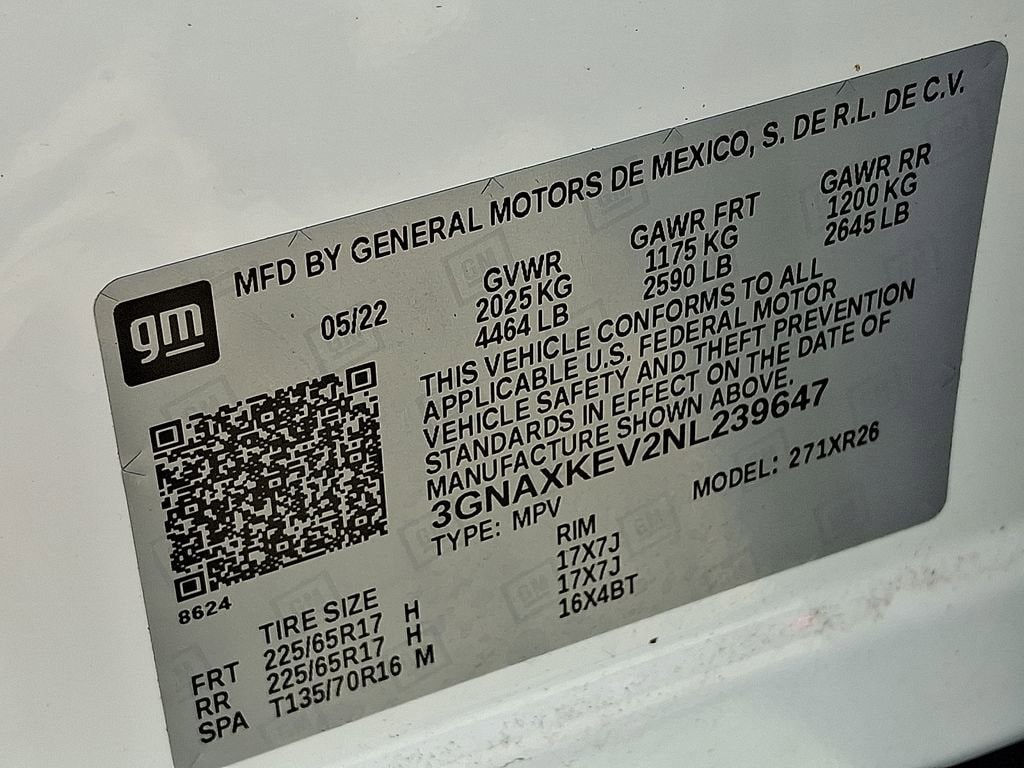 MFD BY GENERAL MOTORS DE MEXICO, S. DE R.L. DE C.V.
gm
05/22
GVWR
2025 KG
4464 LB
GAWR FRT
1175 KG
2590 LB
GAWR RR
1200 KG
2645 LB
THIS VEHICLE CONFORMS TO ALL
APPLICABLE U.S. FEDERAL MOTOR
VEHICLE SAFETY AND THEFT PREVENTION
STANDARDS IN EFFECT ON THE DATE OF
MANUFACTURE SHOWN ABOVE.
3GNAXKEV2NL239647
TYPE: MPV
MODEL: 271XR26
8624
TIRE SIZE
RIM
FRT 225/65R17 H 17X7J
RR 225/65R17 H 17X7J
SPA T135/70R16 M 16X4BT